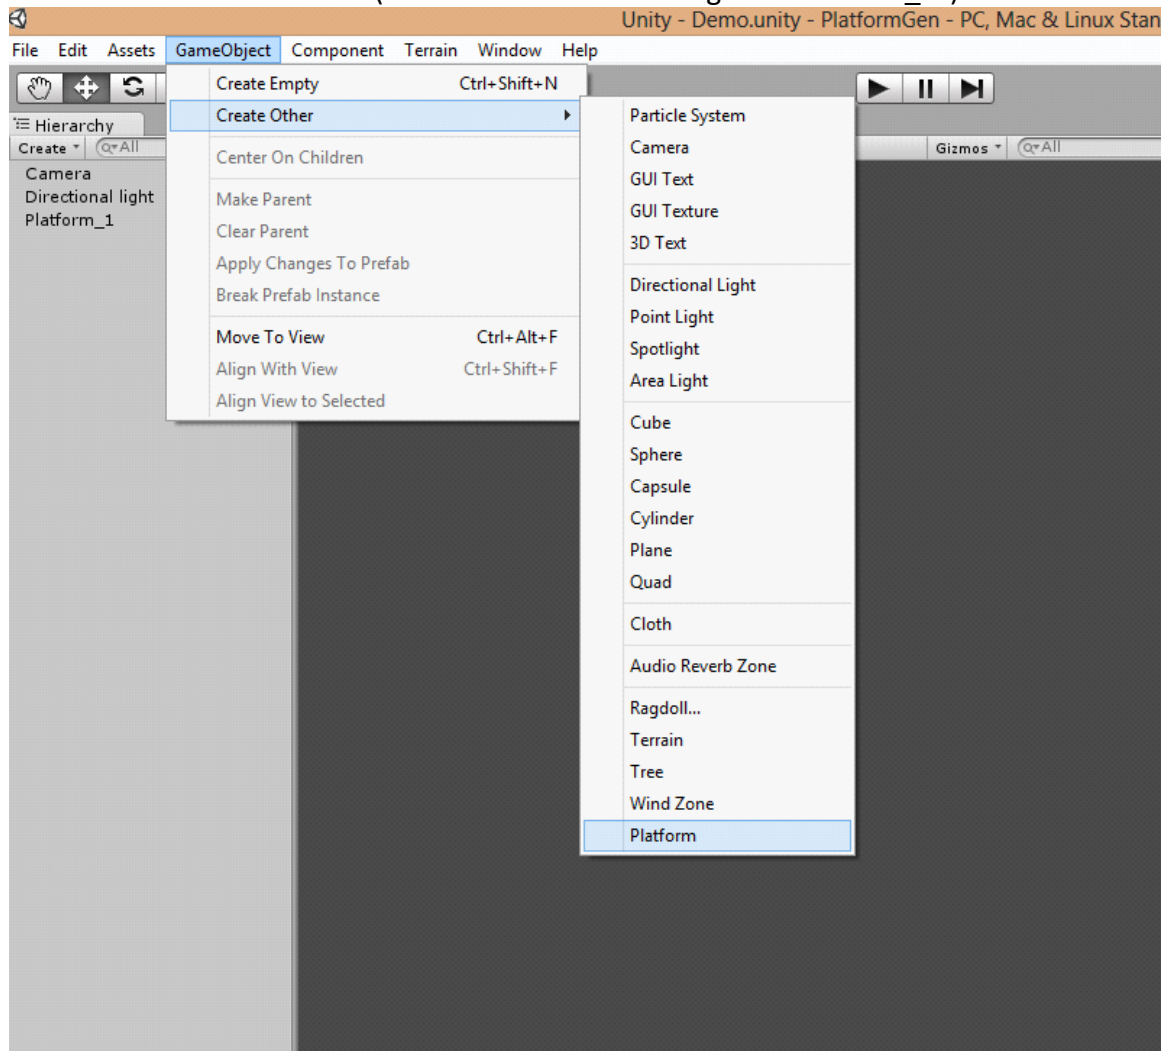 Unity - Demo.unity - PlatformGen - PC, Mac & Linux Stan
File Edit Assets GameObject Component Terrain Window Help
Create Empty Ctrl+Shift+N
Create Other
Center On Children
Make Parent
Clear Parent
Apply Changes To Prefab
Break Prefab Instance
Move To View Ctrl+Alt+F
Align With View Ctrl+Shift+F
Align View to Selected
Hierarchy
Create All
Camera
Directional light
Platform_1
Gizmos All
Particle System
Camera
GUI Text
GUI Texture
3D Text
Directional Light
Point Light
Spotlight
Area Light
Cube
Sphere
Capsule
Cylinder
Plane
Quad
Cloth
Audio Reverb Zone
Ragdoll...
Terrain
Tree
Wind Zone
Platform